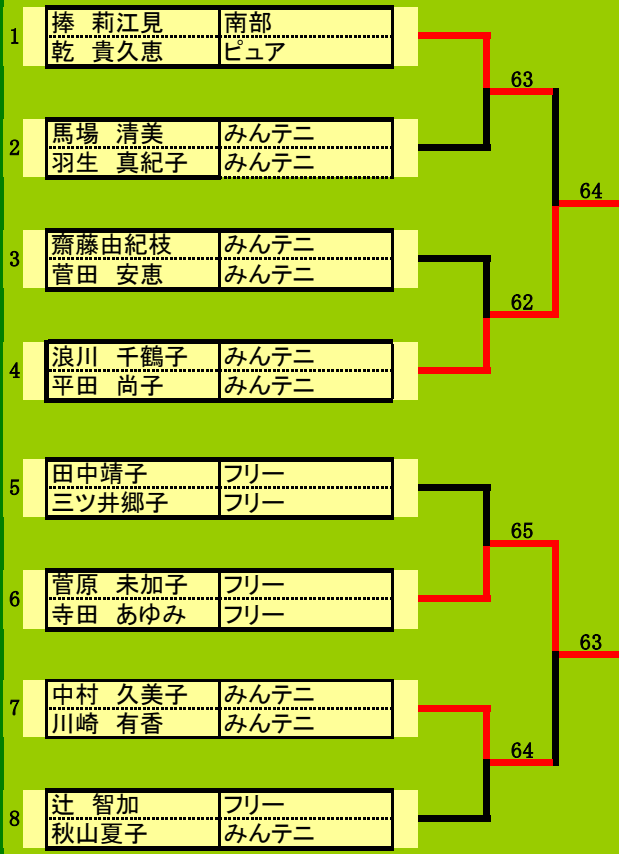 1 捧 莉江見 南部
乾 貴久恵 ピュア
63
2 馬場 清美 みんテニ
羽生 真紀子 みんテニ
64
3 齋藤由紀枝 みんテニ
菅田 安恵 みんテニ
62
4 浪川 千鶴子 みんテニ
平田 尚子 みんテニ
5 田中靖子 フリー
三ツ井郷子 フリー
65
6 菅原 未加子 フリー
寺田 あゆみ フリー
63
7 中村 久美子 みんテニ
川崎 有香 みんテニ
64
8 辻 智加 フリー
秋山夏子 みんテニ